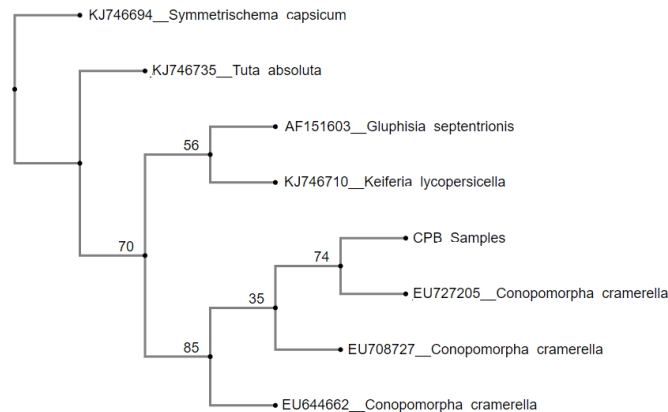 KJ746694__Symmetrischema capsicum
KJ746735__Tuta absoluta
AF151603__Gluphisia septentrionis
56
KJ746710__Keiferia lycopersicella
CPB Samples
70
74
EU727205__Conopomorpha cramerella
35
EU708727__Conopomorpha cramerella
85
EU644662__Conopomorpha cramerella